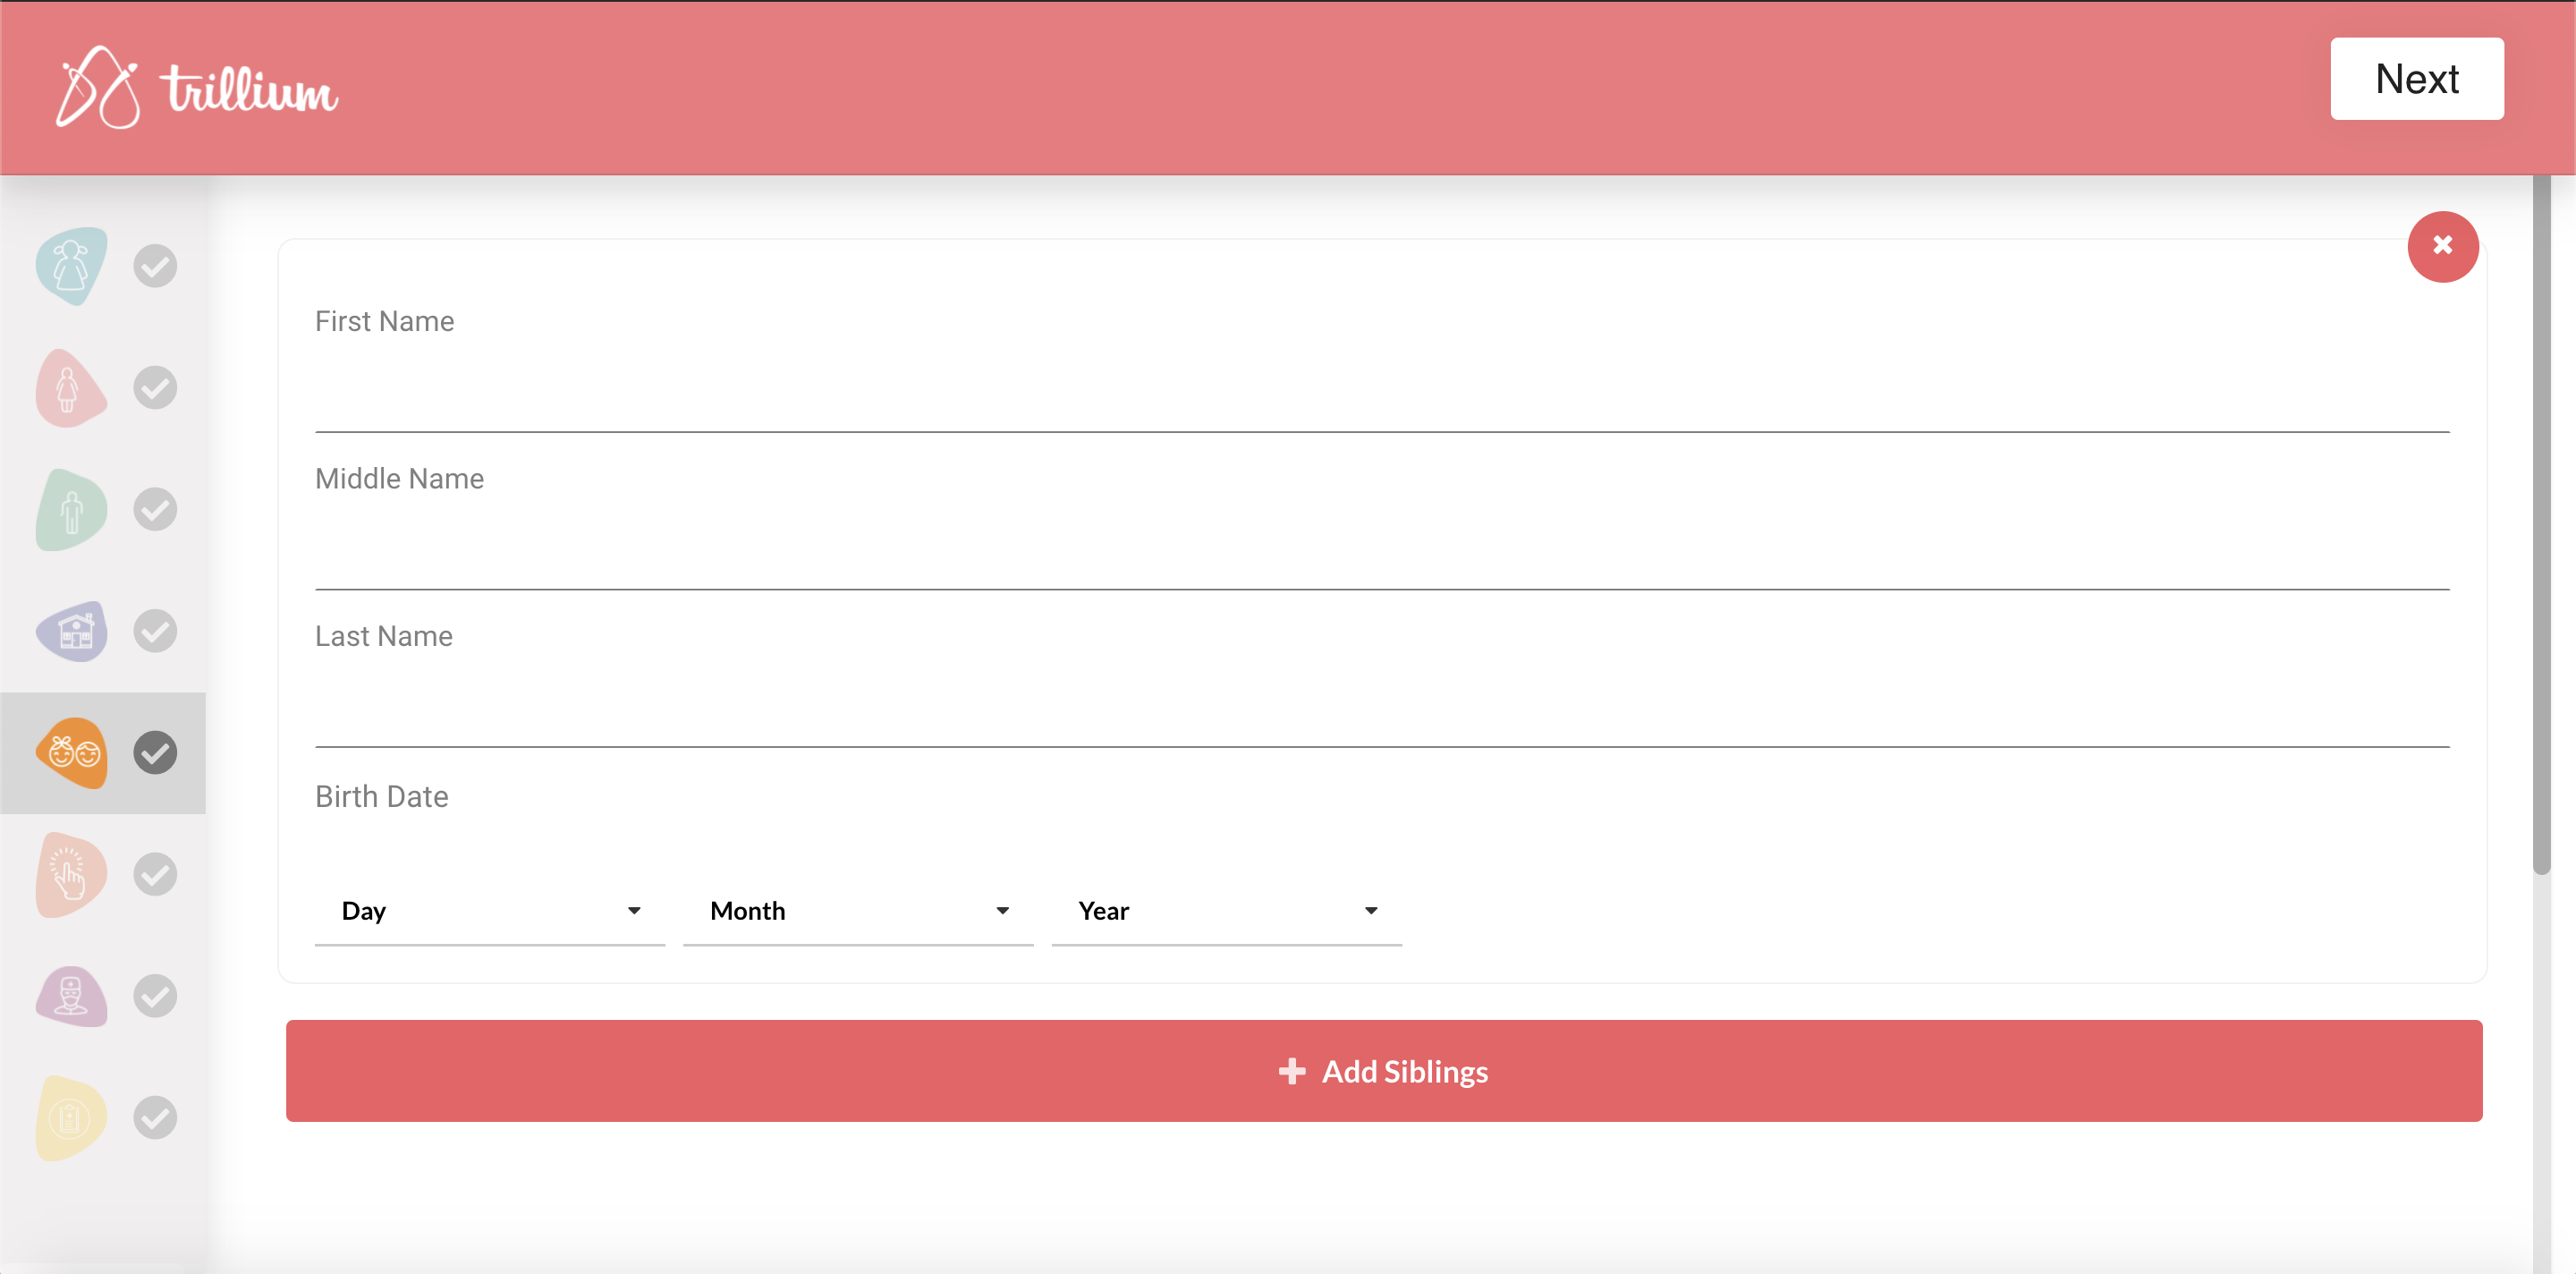 trillium
Next
First Name
Middle Name
Last Name
Birth Date
Day Month Year
Add Siblings